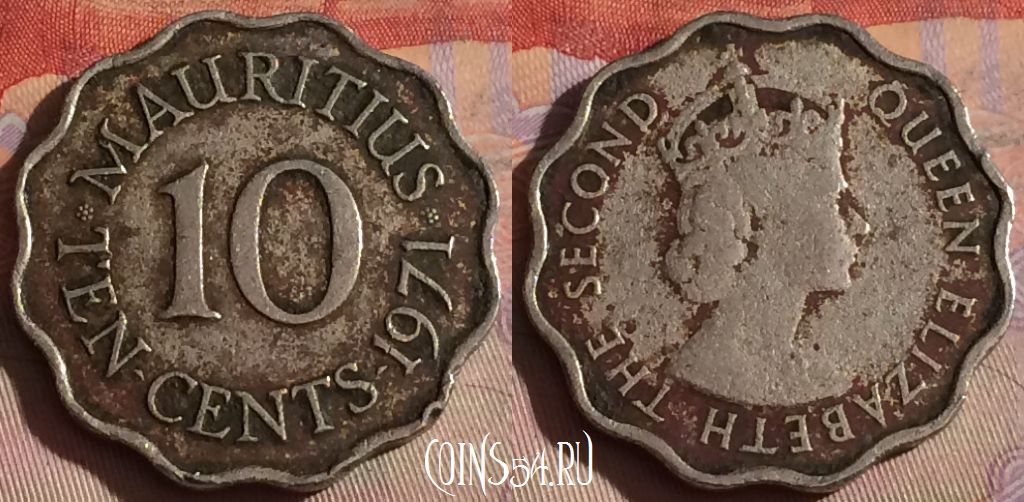 MAURITIUS
10
TEN CENTS 1971
QUEEN ELIZABETH THE SECOND
COINS54.RU